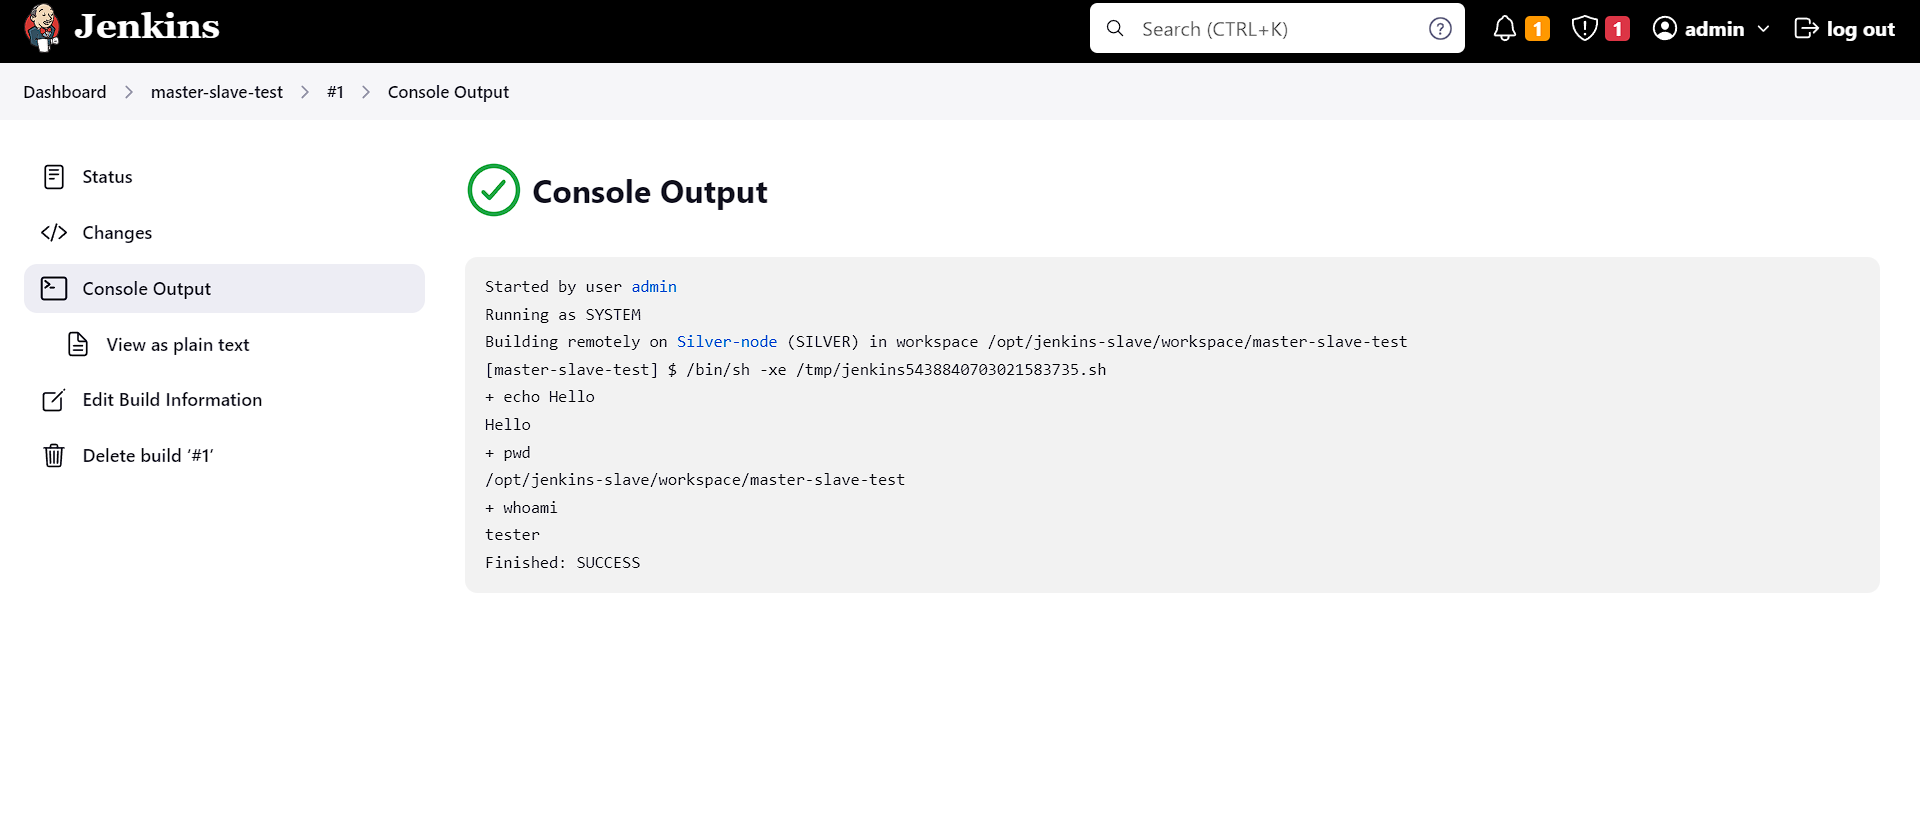 Jenkins
Search (CTRL+K)
1
1
admin
log out
Dashboard
master-slave-test
#1
Console Output
Status
Changes
Console Output
View as plain text
Edit Build Information
Delete build ‘#1’
Console Output
Started by user admin
Running as SYSTEM
Building remotely on Silver-node (SILVER) in workspace /opt/jenkins-slave/workspace/master-slave-test
[master-slave-test] $ /bin/sh -xe /tmp/jenkins5438840703021583735.sh
+ echo Hello
Hello
+ pwd
/opt/jenkins-slave/workspace/master-slave-test
+ whoami
tester
Finished: SUCCESS